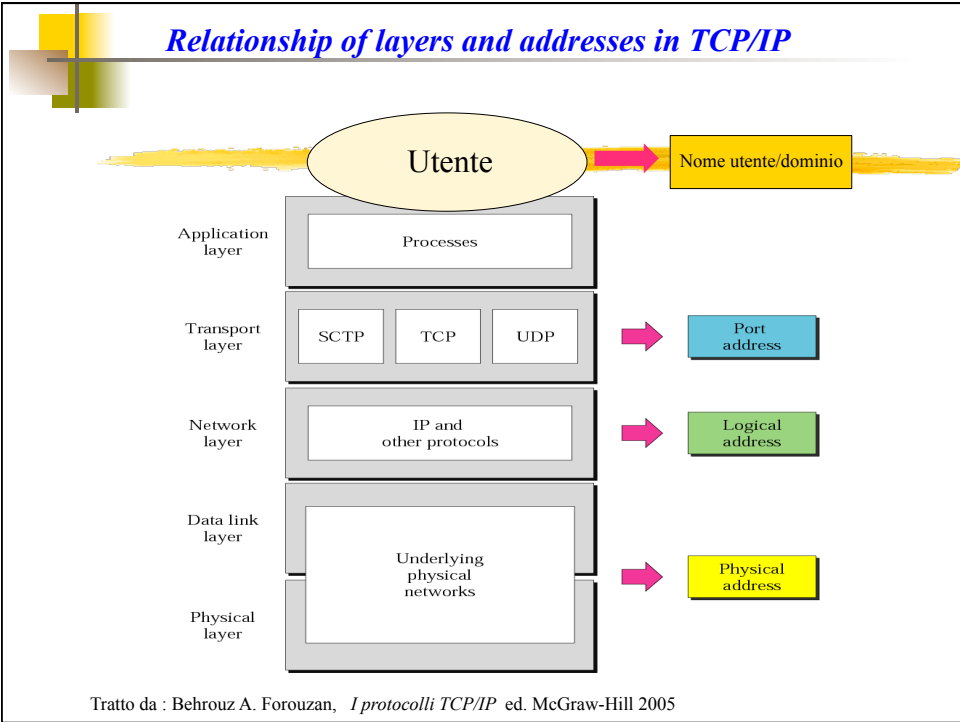 Relationship of layers and addresses in TCP/IP
Utente
Nome utente/dominio
Application
layer
Processes
Transport
layer
SCTP
TCP
UDP
Port
address
Network
layer
IP and
other protocols
Logical
address
Data link
layer
Underlying
physical
networks
Physical
address
Physical
layer
Tratto da : Behrouz A. Forouzan, I protocolli TCP/IP ed. McGraw-Hill 2005